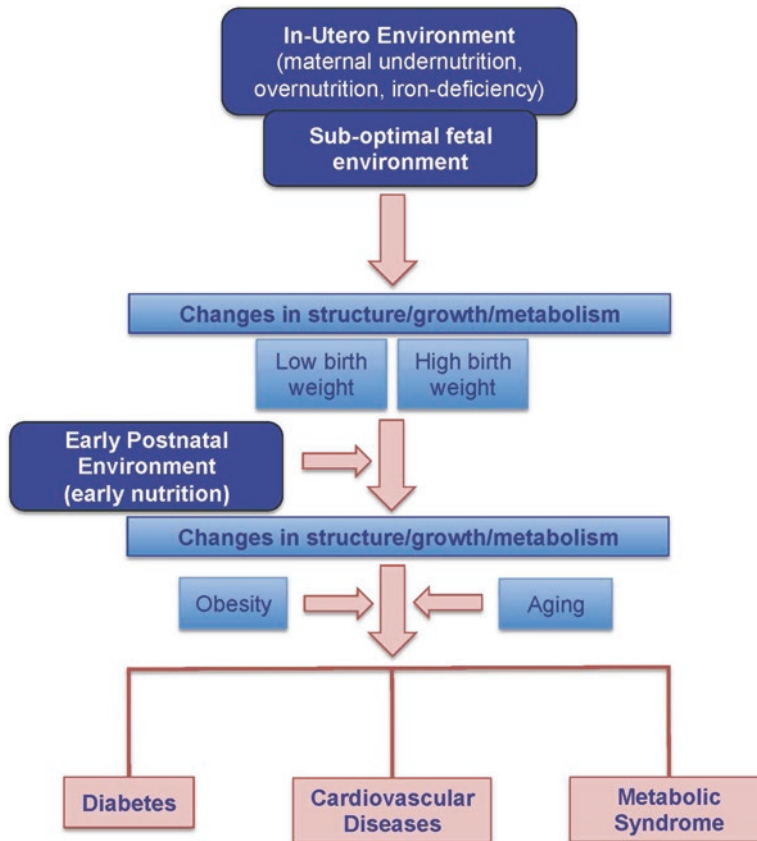 In-Utero Environment
(maternal undernutrition,
overnutrition, iron-deficiency)
Sub-optimal fetal
environment
Changes in structure/growth/metabolism
Low birth
weight
High birth
weight
Early Postnatal
Environment
(early nutrition)
Changes in structure/growth/metabolism
Obesity
Aging
Diabetes
Cardiovascular
Diseases
Metabolic
Syndrome